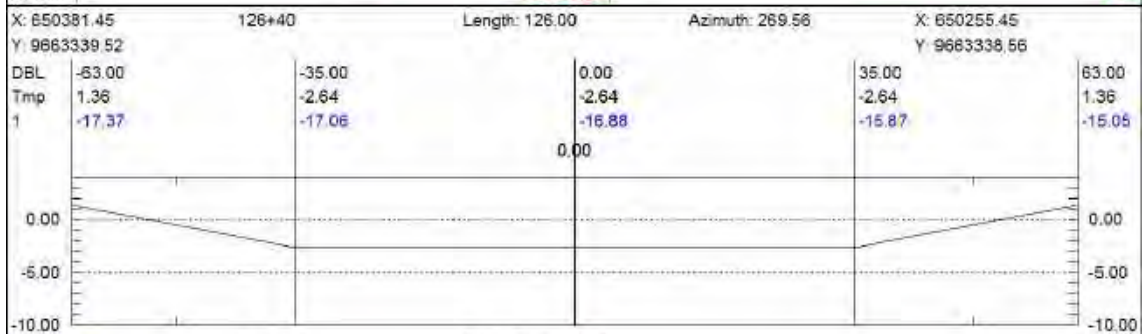 X: 650381.45 126+40 Length: 126.00 Azimuth: 269.56 X: 650255.45
Y: 9663339.52 Y: 9663338.56
DBL -63.00 -35.00 0.00 35.00 63.00
Tmp 1.36 -2.64 -2.64 -2.64 1.36
1 -17.37 -17.06 -16.88 -15.87 -15.05
0.00
0.00 0.00
-5.00 -5.00
-10.00 -10.00